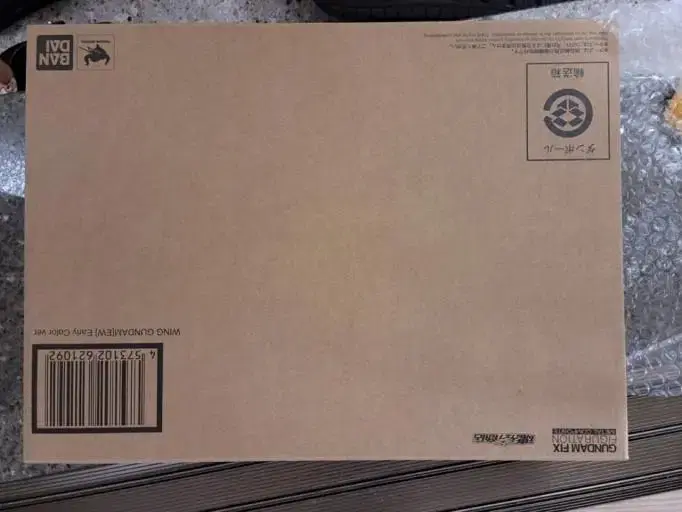 GUNDAM FIX
FIGURATION
METAL COMPOSITE
魂ウェブ商店
4 573102 621092
WING GUNDAM[EW] Early Color ver.
ダンボール
輸送箱
BAN
DAI